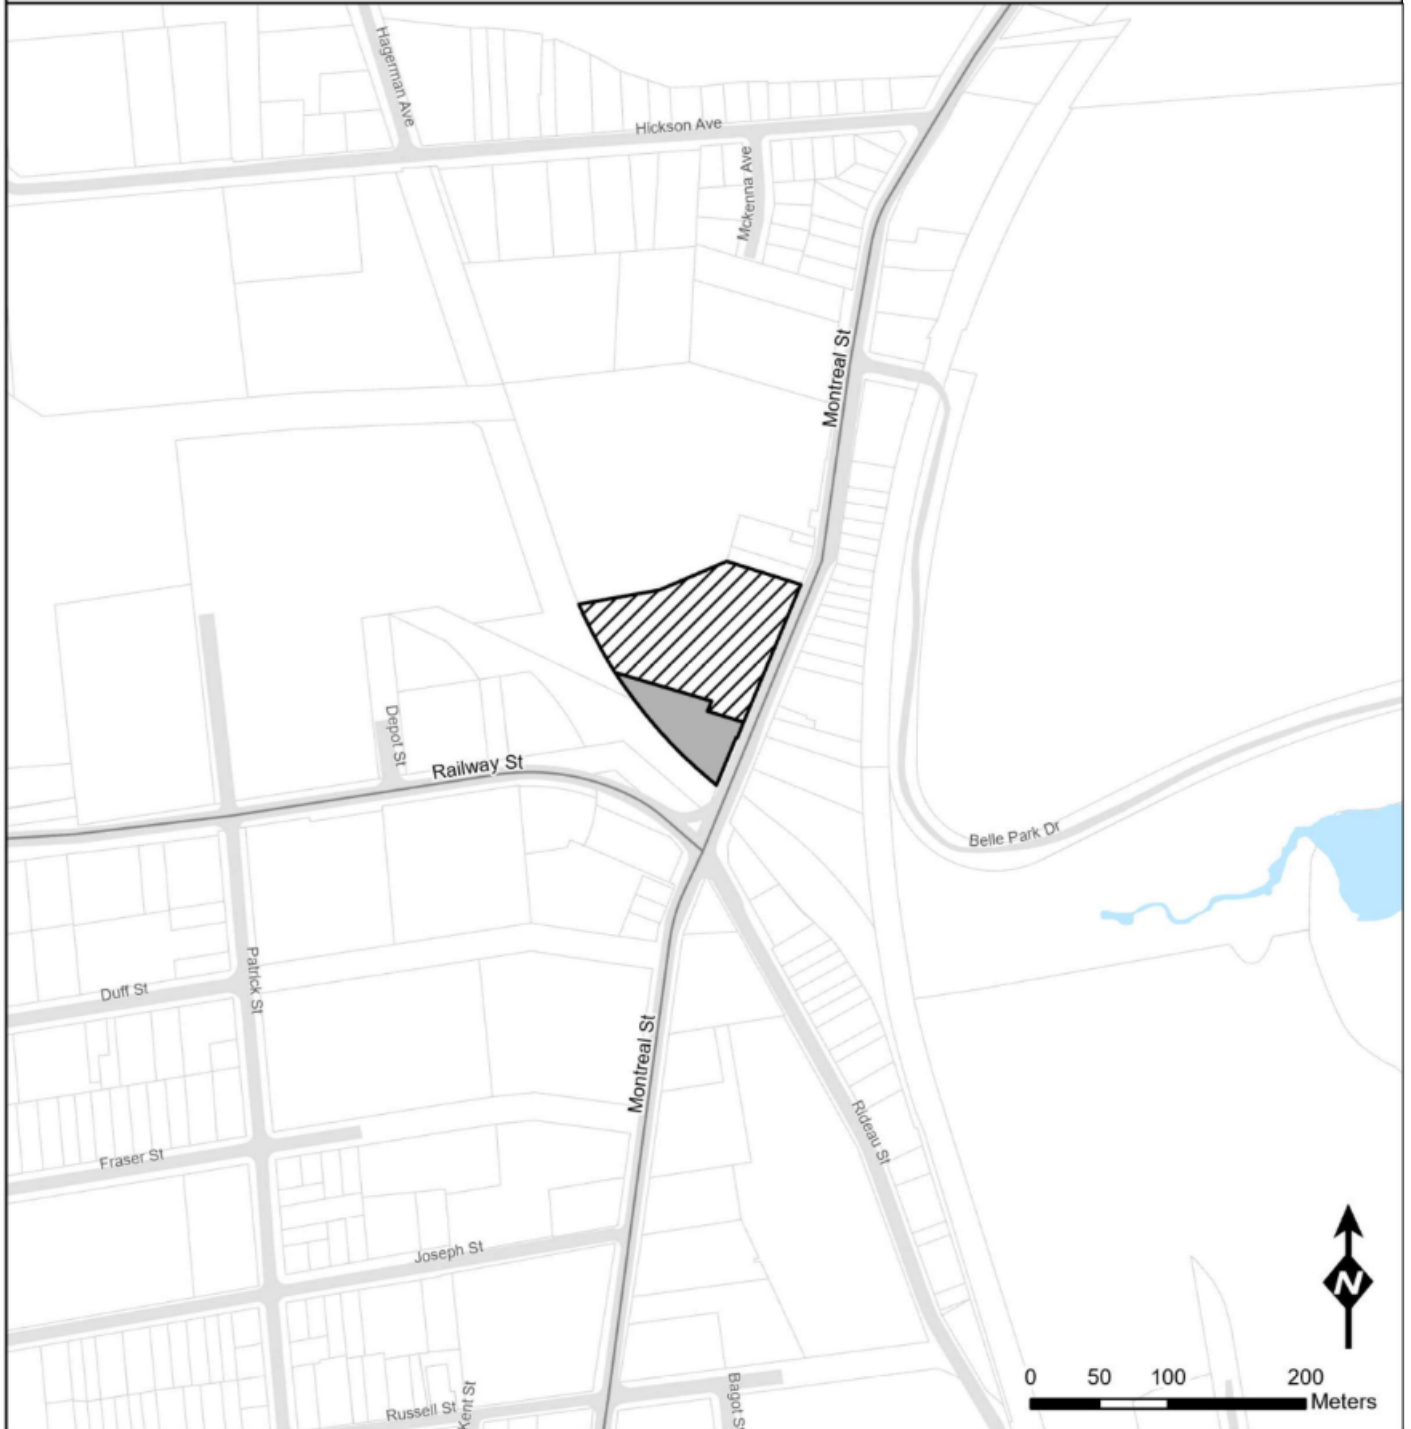 Hagerman Ave
Hickson Ave
Mckenna Ave
Montreal St
Depot St
Railway St
Belle Park Dr
Patrick St
Duff St
Montreal St
Rideau St
Fraser St
Joseph St
N
0 50 100 200
Meters
Russell St
Kent St
Bagot St